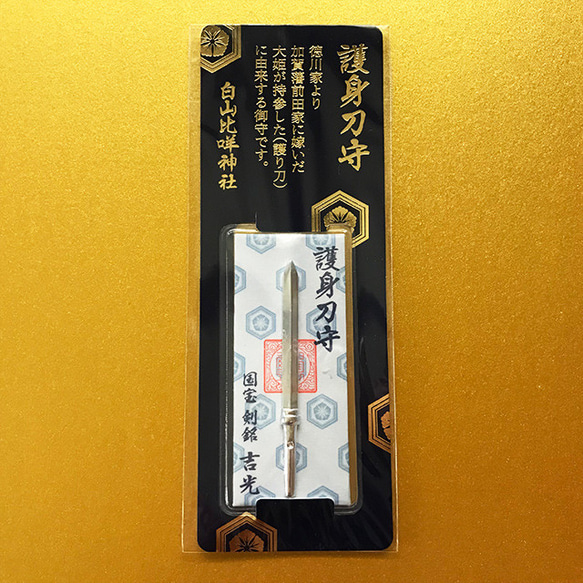 護身刀守
徳川家より
加賀藩前田家に嫁いだ
大姫が持参した(護り刀)
に由来する御守です。
白山比咩神社
護身刀守
国宝 剣銘 吉光